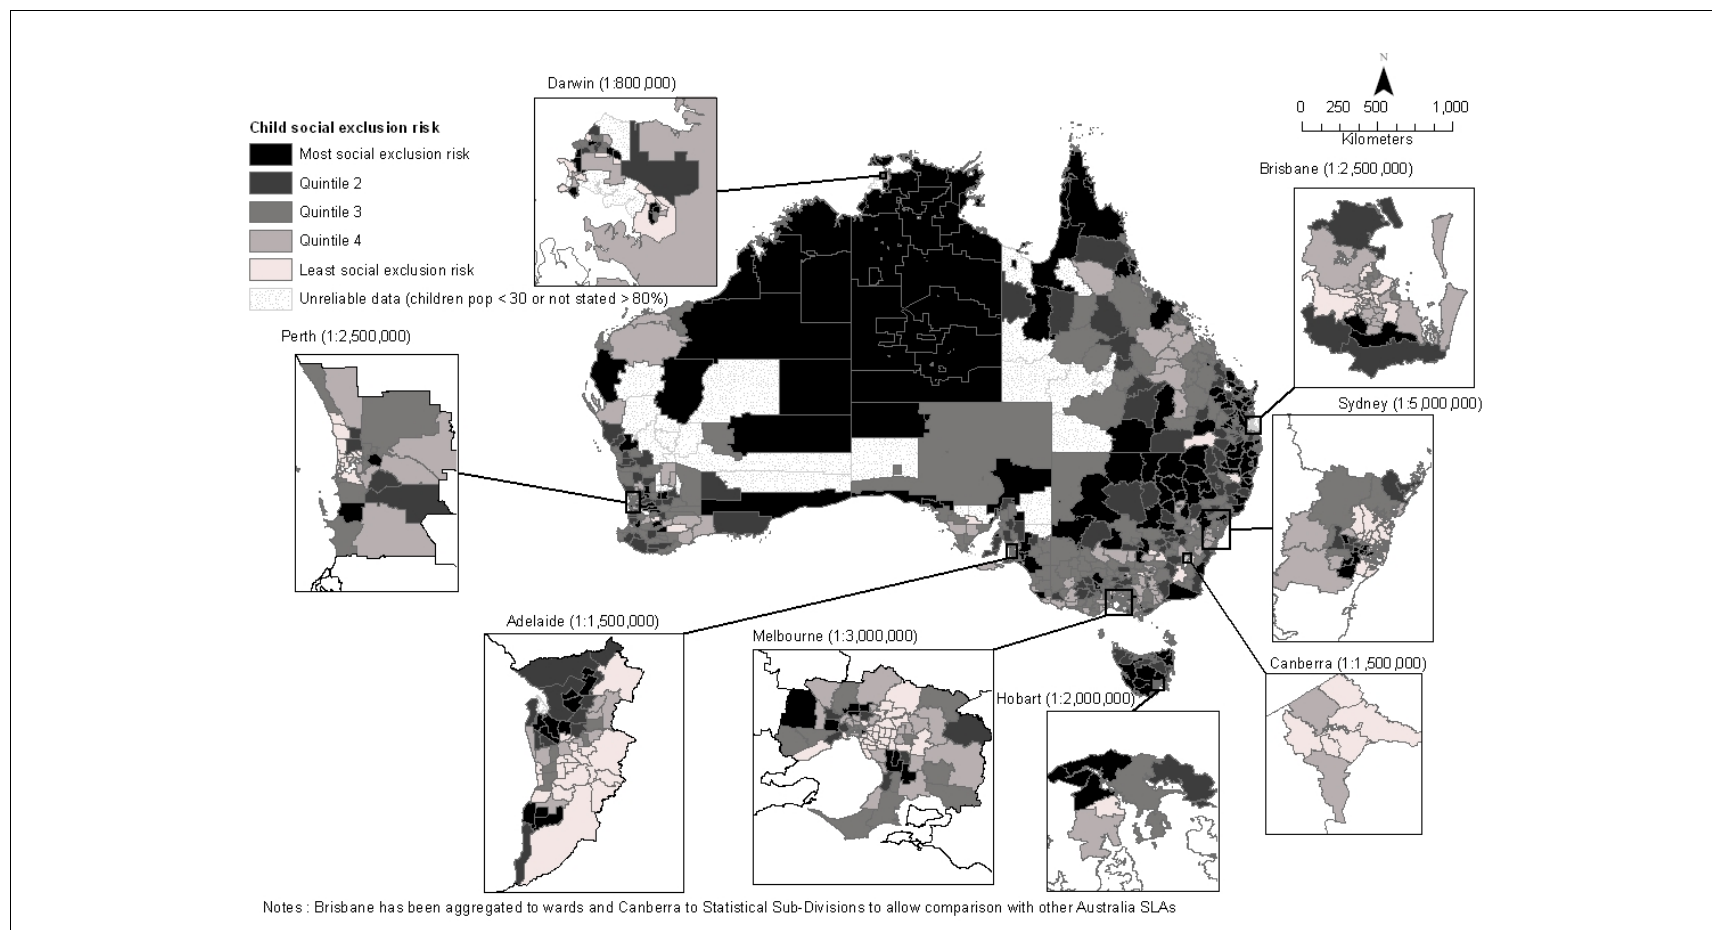 Darwin (1:800,000)
N
0 250 500 1,000
Kilometers
Child social exclusion risk
Most social exclusion risk
Quintile 2
Quintile 3
Quintile 4
Least social exclusion risk
Unreliable data (children pop < 30 or not stated > 80%)
Brisbane (1:2,500,000)
Perth (1:2,500,000)
Sydney (1:5,000,000)
Adelaide (1:1,500,000)
Melbourne (1:3,000,000)
Canberra (1:1,500,000)
Hobart (1:2,000,000)
Notes : Brisbane has been aggregated to wards and Canberra to Statistical Sub-Divisions to allow comparison with other Australia SLAs